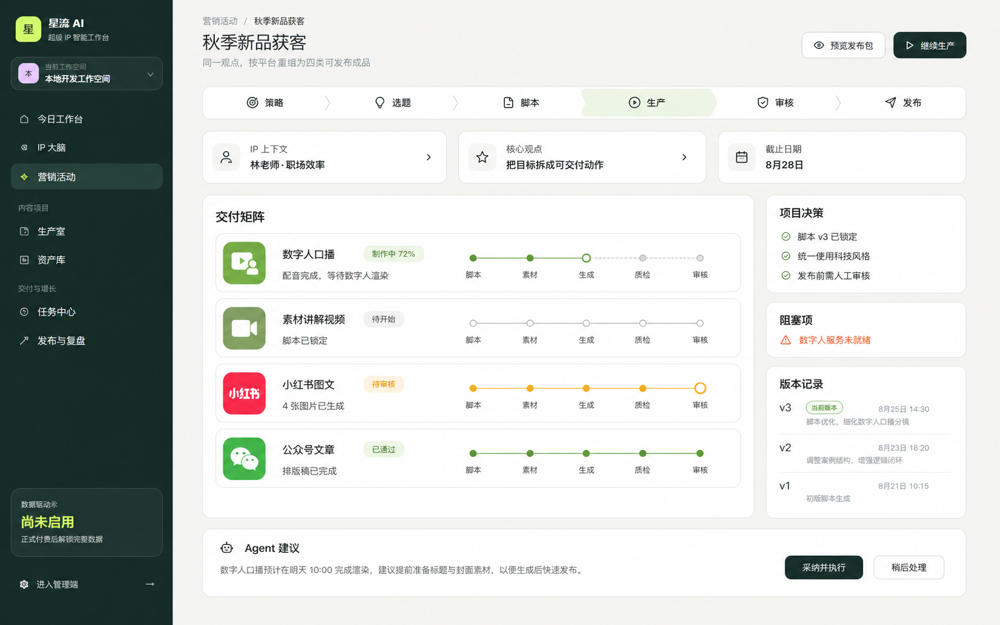 星
星流 AI
超级 IP 智能工作台
本
当前工作空间
本地开发工作空间
今日工作台
IP 大脑
营销活动
内容项目
生产室
资产库
交付与增长
任务中心
发布与复盘
数据驱动
尚未启用
正式付费后解锁完整数据
进入管理端
营销活动 / 秋季新品获客
秋季新品获客
同一观点，按平台重组为四类可发布成品
预览发布包
继续生产
策略
选题
脚本
生产
审核
发布
IP 上下文
林老师 · 职场效率
核心观点
把目标拆成可交付动作
截止日期
8月28日
交付矩阵
数字人口播
制作中 72%
配音完成，等待数字人渲染
脚本 素材 生成 质检 审核
素材讲解视频
待开始
脚本已锁定
脚本 素材 生成 质检 审核
小红书
小红书图文
待审核
4 张图片已生成
脚本 素材 生成 质检 审核
公众号文章
已通过
排版稿已完成
脚本 素材 生成 质检 审核
项目决策
脚本 v3 已锁定
统一使用科技风格
发布前需人工审核
阻塞项
数字人服务未就绪
版本记录
v3 当前版本 8月25日 14:30
脚本优化，细化数字人口播分镜
v2 8月23日 18:20
调整案例结构，增强逻辑闭环
v1 8月21日 10:15
初版脚本生成
Agent 建议
数字人口播预计在明天 10:00 完成渲染，建议提前准备标题与封面素材，以便生成后快速发布。
采纳并执行
稍后处理